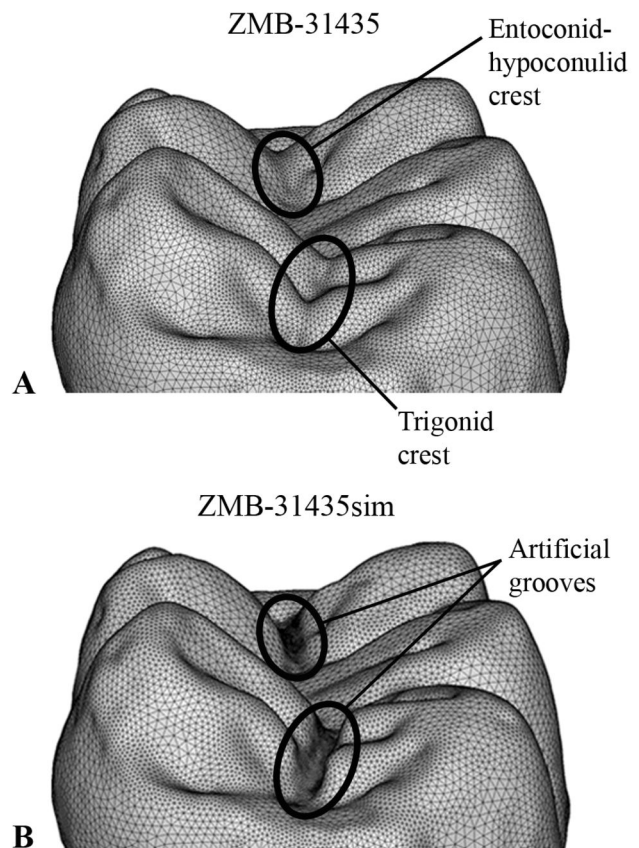 ZMB-31435
Entoconid-
hypoconulid
crest
A
Trigonid
crest
ZMB-31435sim
Artificial
grooves
B